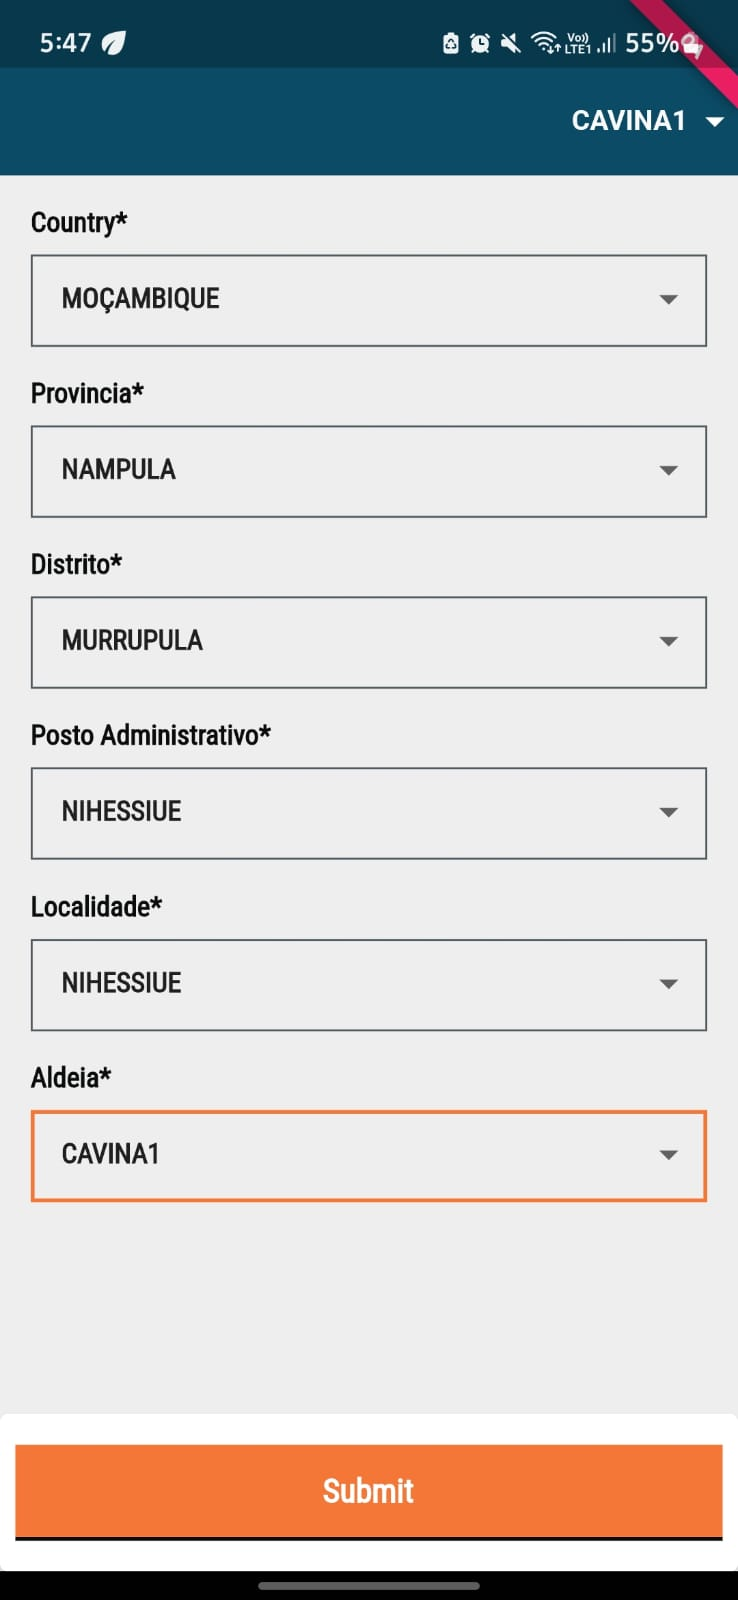 5:47
Vo)) LTE1 55%
CAVINA1
Country*
MOÇAMBIQUE
Provincia*
NAMPULA
Distrito*
MURRUPULA
Posto Administrativo*
NIHESSIUE
Localidade*
NIHESSIUE
Aldeia*
CAVINA1
Submit